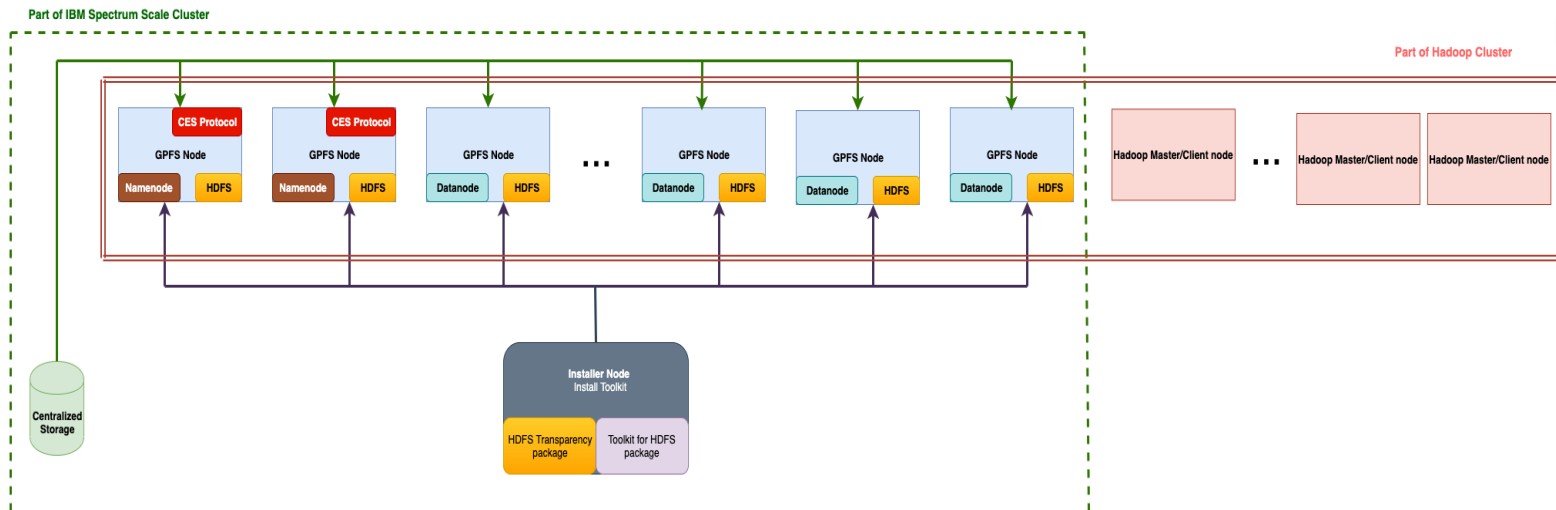 Part of IBM Spectrum Scale Cluster
Part of Hadoop Cluster
CES Protocol
GPFS Node
Namenode
HDFS
CES Protocol
GPFS Node
Namenode
HDFS
GPFS Node
Datanode
HDFS
...
GPFS Node
Datanode
HDFS
GPFS Node
Datanode
HDFS
GPFS Node
Datanode
HDFS
Hadoop Master/Client node
...
Hadoop Master/Client node
Hadoop Master/Client node
Centralized
Storage
Installer Node
Install Toolkit
HDFS Transparency
package
Toolkit for HDFS
package